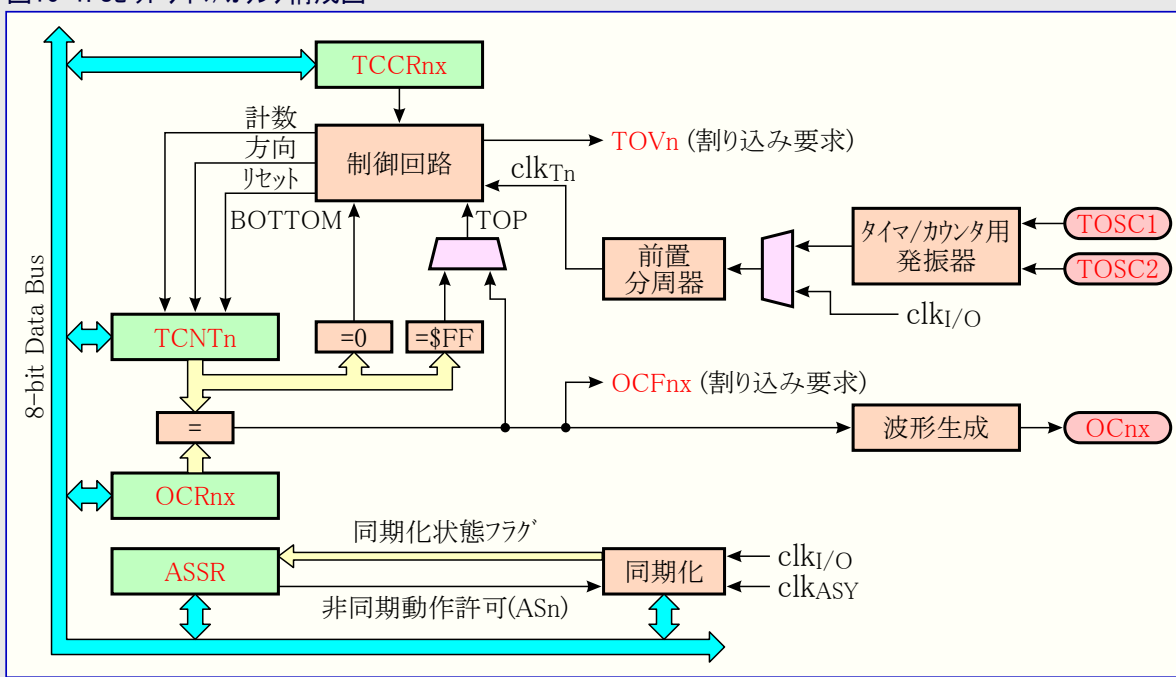 TCCRnx
計数
方向
リセット
制御回路
TOVn (割り込み要求)
clkTn
BOTTOM
TOP
タイマ/カウンタ用
発振器
TOSC1
TOSC2
前置
分周器
clkI/O
8-bit Data Bus
TCNTn
=0
=$FF
OCFnx (割り込み要求)
=
波形生成
OCnx
OCRnx
同期化状態フラグ
ASSR
同期化
clkI/O
clkASY
非同期動作許可(ASn)